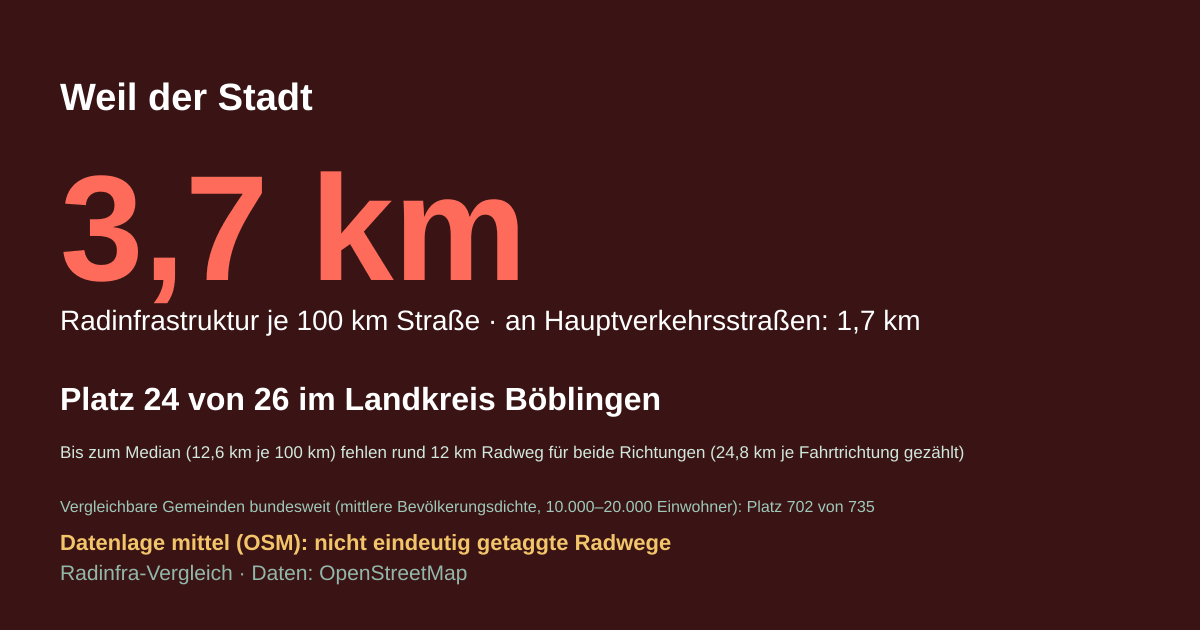 Weil der Stadt
3,7 km
Radinfrastruktur je 100 km Straße · an Hauptverkehrsstraßen: 1,7 km
Platz 24 von 26 im Landkreis Böblingen
Bis zum Median (12,6 km je 100 km) fehlen rund 12 km Radweg für beide Richtungen (24,8 km je Fahrtrichtung gezählt)
Vergleichbare Gemeinden bundesweit (mittlere Bevölkerungsdichte, 10.000–20.000 Einwohner): Platz 702 von 735
Datenlage mittel (OSM): nicht eindeutig getaggte Radwege
Radinfra-Vergleich · Daten: OpenStreetMap